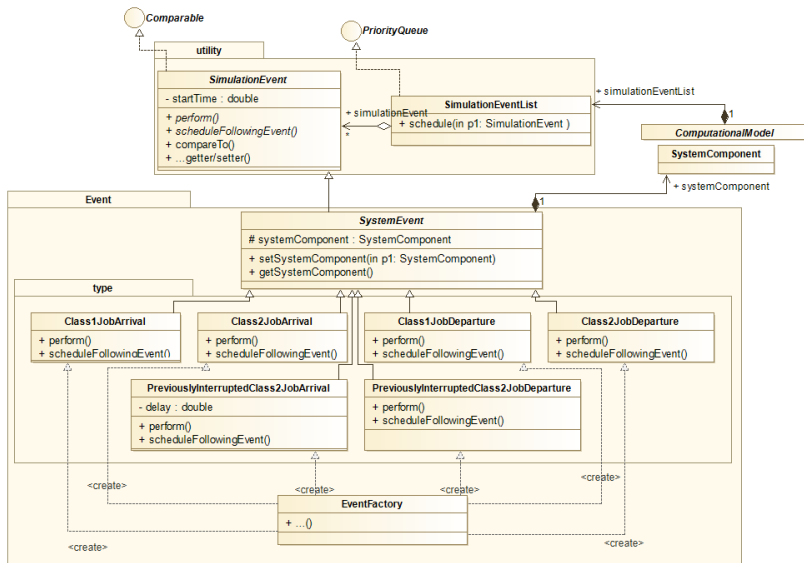 Comparable
PriorityQueue
utility
SimulationEvent
- startTime : double
+ perform()
+ scheduleFollowingEvent()
+ compareTo()
+ ...getter/setter()
+ simulationEvent
*
SimulationEventList
+ schedule(in p1: SimulationEvent )
+ simulationEventList
1
ComputationalModel
SystemComponent
+ systemComponent
1
Event
SystemEvent
# systemComponent : SystemComponent
+ setSystemComponent(in p1: SystemComponent)
+ getSystemComponent()
type
Class1JobArrival
+ perform()
+ scheduleFollowingEvent()
Class2JobArrival
+ perform()
+ scheduleFollowingEvent()
Class1JobDeparture
+ perform()
+ scheduleFollowingEvent()
Class2JobDeparture
+ perform()
+ scheduleFollowingEvent()
PreviouslyInterruptedClass2JobArrival
- delay : double
+ perform()
+ scheduleFollowingEvent()
PreviouslyInterruptedClass2JobDeparture
+ perform()
+ scheduleFollowingEvent()
<create>
<create>
<create>
<create>
EventFactory
+ ...()
<create>
<create>